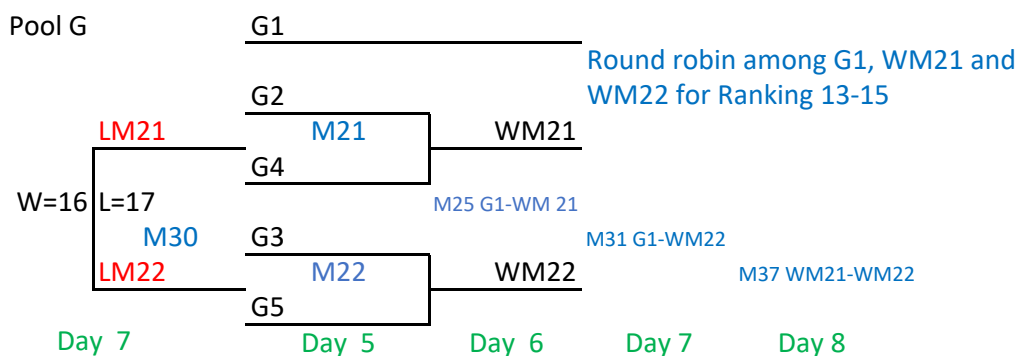 Pool G
G1
Round robin among G1, WM21 and
WM22 for Ranking 13-15
G2
LM21
M21
WM21
G4
W=16
L=17
M25 G1-WM 21
M30
G3
M31 G1-WM22
LM22
M22
WM22
M37 WM21-WM22
G5
Day 7
Day 5
Day 6
Day 7
Day 8